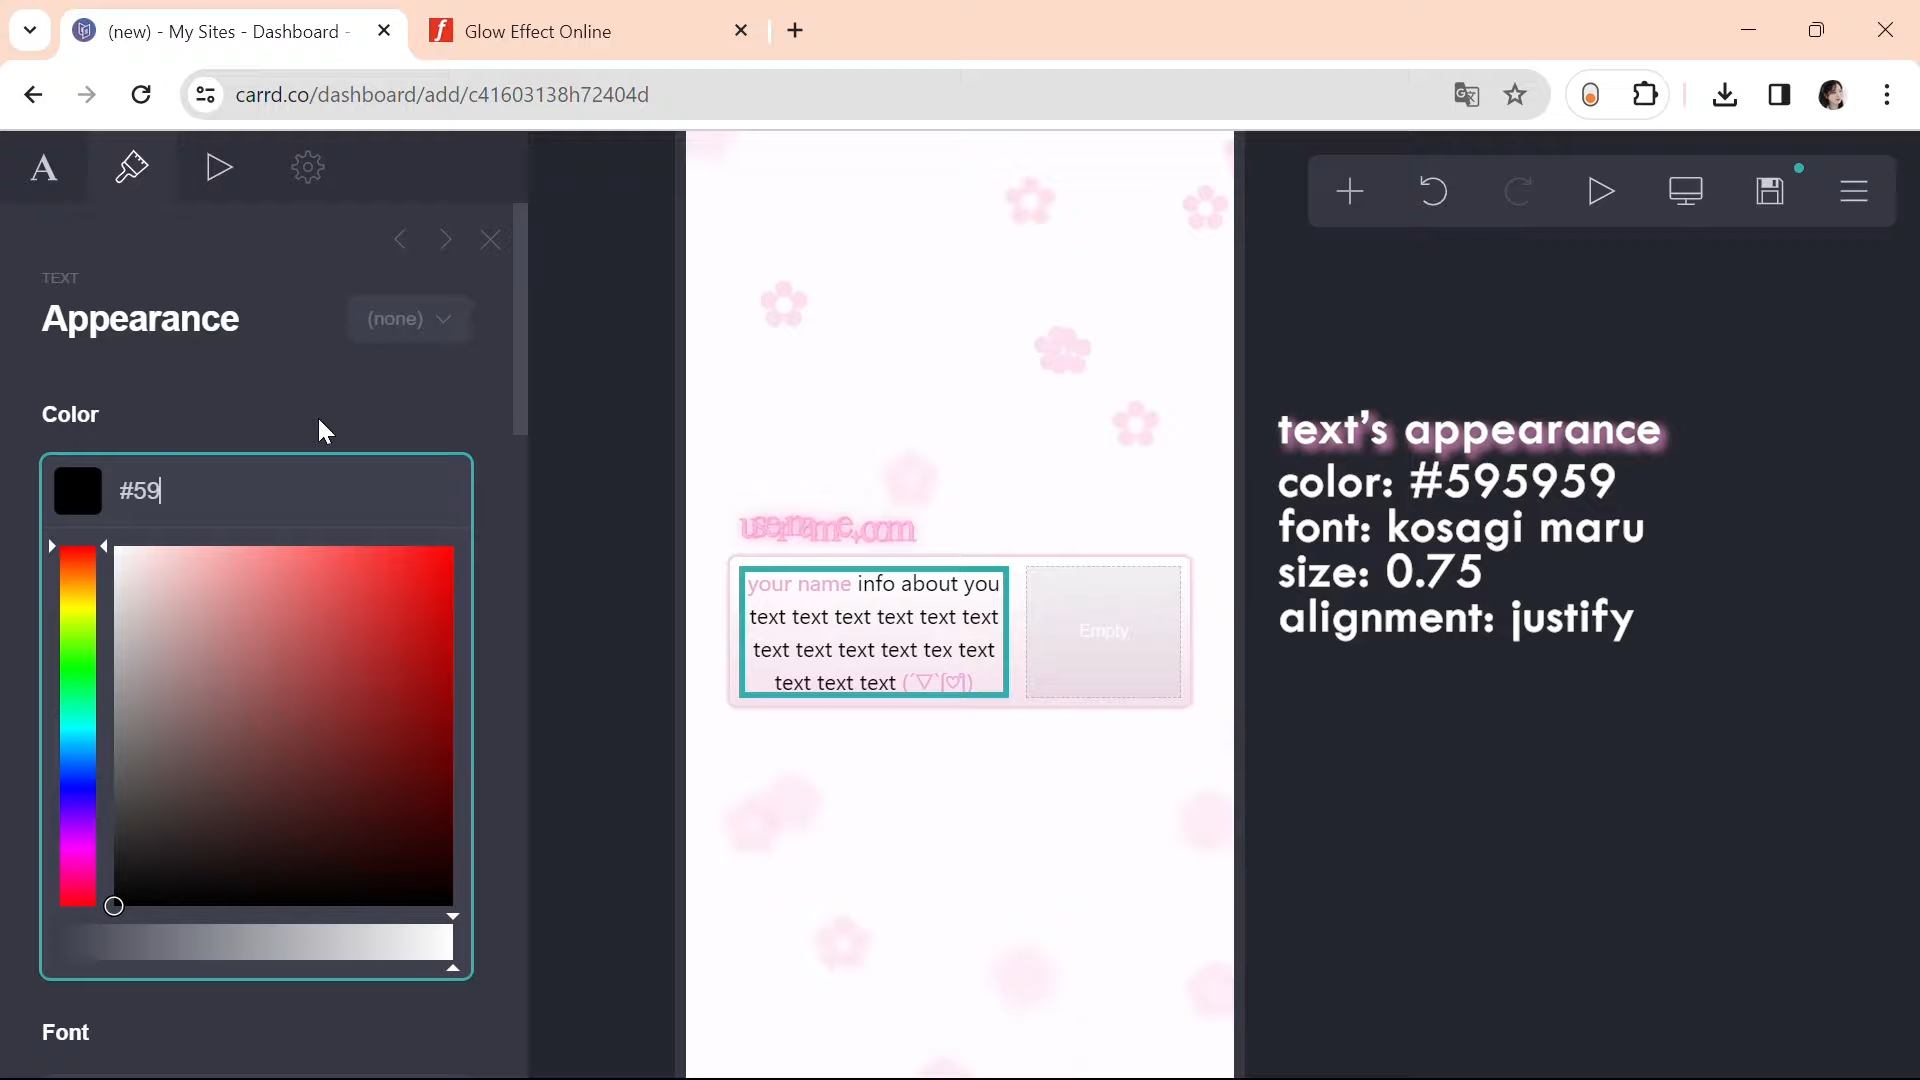 (new) - My Sites - Dashboard -
Glow Effect Online
carrd.co/dashboard/add/c41603138h72404d
TEXT
Appearance
(none)
Color
#59
Font
username.com
your name info about you
text text text text text text
text text text text tex text
text text text (´▽`ʃ♡ƪ)
Empty
text's appearance
color: #595959
font: kosagi maru
size: 0.75
alignment: justify